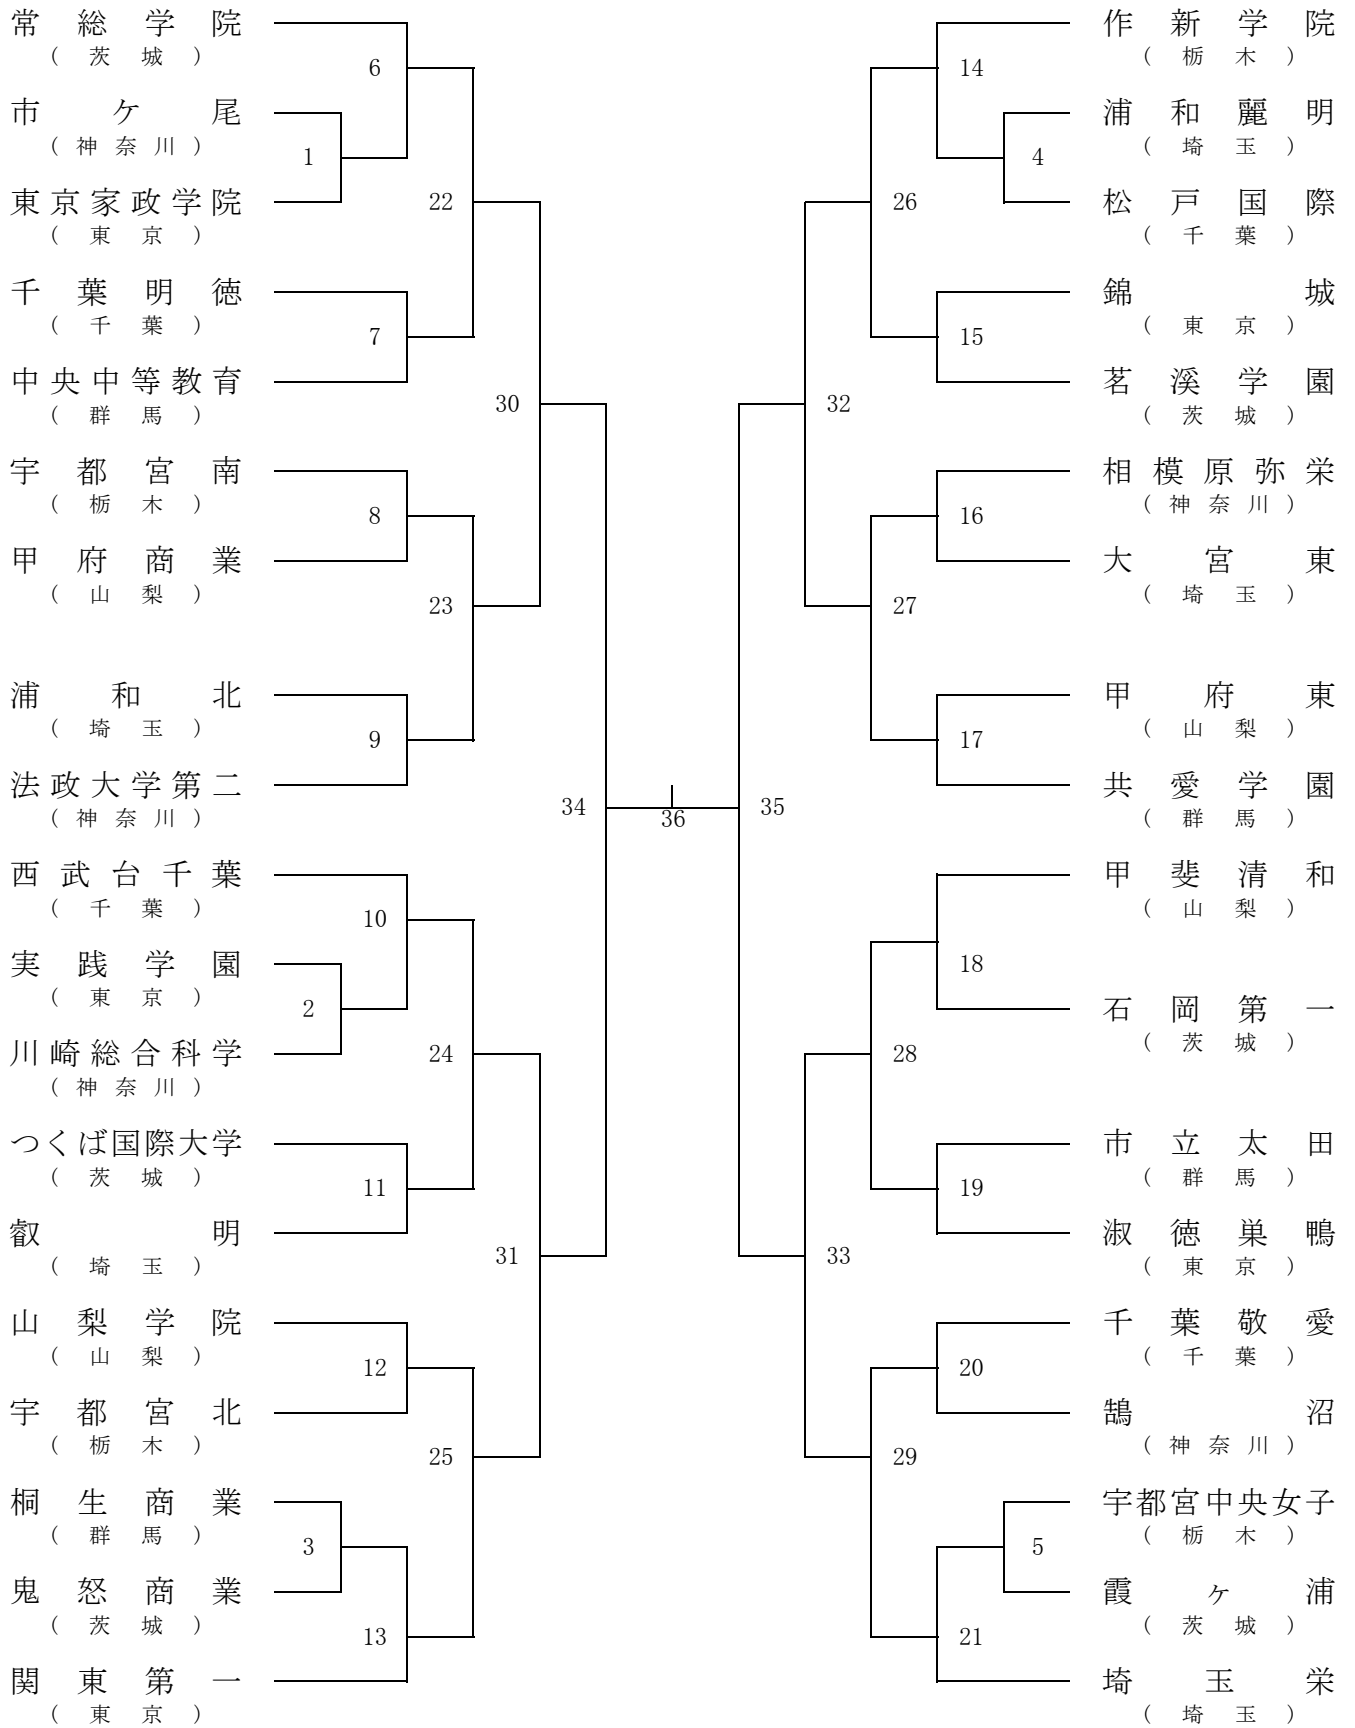 常総学院
(茨城)
市ケ尾
(神奈川)
東京家政学院
(東京)
千葉明徳
(千葉)
中央中等教育
(群馬)
宇都宮南
(栃木)
甲府商業
(山梨)
浦和北
(埼玉)
法政大学第二
(神奈川)
西武台千葉
(千葉)
実践学園
(東京)
川崎総合科学
(神奈川)
つくば国際大学
(茨城)
叡明
(埼玉)
山梨学院
(山梨)
宇都宮北
(栃木)
桐生商業
(群馬)
鬼怒商業
(茨城)
関東第一
(東京)
1
2
3
6
7
8
9
10
11
12
13
22
23
24
25
30
31
34
36
35
32
33
26
27
28
29
14
15
16
17
18
19
20
21
4
5
作新学院
(栃木)
浦和麗明
(埼玉)
松戸国際
(千葉)
錦城
(東京)
茗溪学園
(茨城)
相模原弥栄
(神奈川)
大宮東
(埼玉)
甲府東
(山梨)
共愛学園
(群馬)
甲斐清和
(山梨)
石岡第一
(茨城)
市立太田
(群馬)
淑徳巣鴨
(東京)
千葉敬愛
(千葉)
鵠沼
(神奈川)
宇都宮中央女子
(栃木)
霞ヶ浦
(茨城)
埼玉栄
(埼玉)